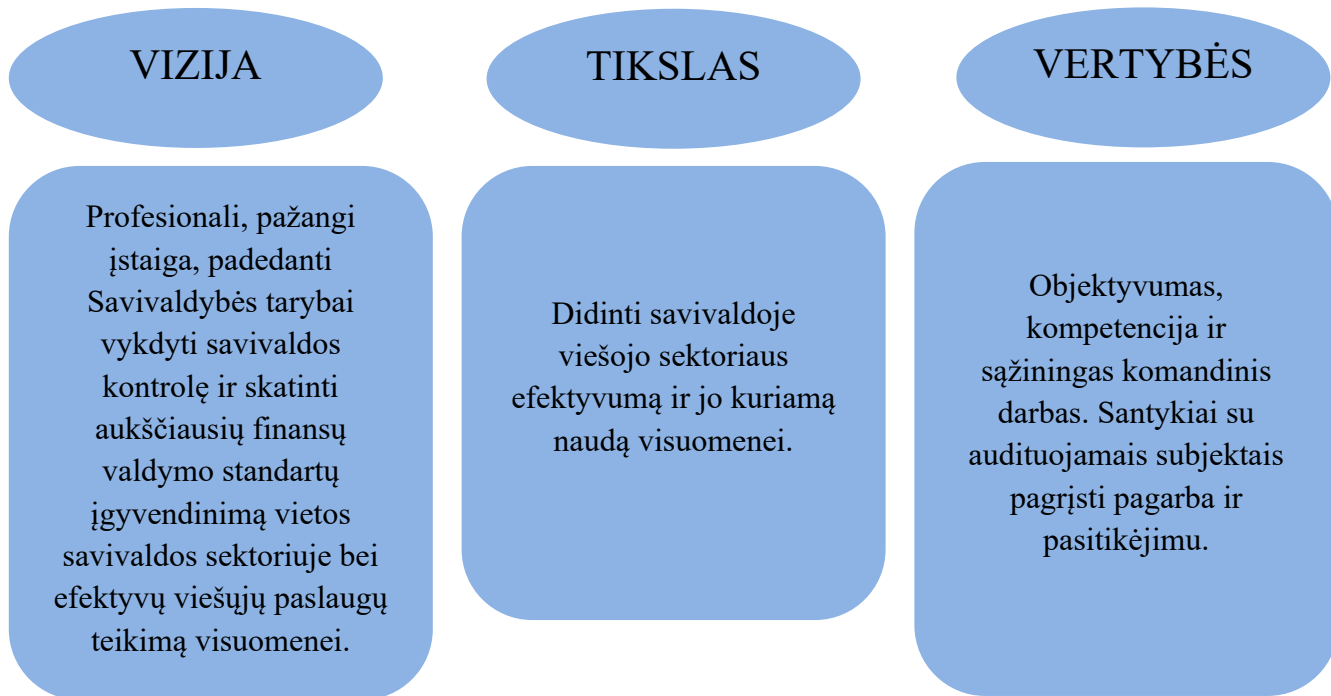 VIZIJA
Profesionali, pažangi
įstaiga, padedanti
Savivaldybės tarybai
vykdyti savivaldos
kontrolę ir skatinti
aukščiausių finansų
valdymo standartų
įgyvendinimą vietos
savivaldos sektoriuje bei
efektyvų viešųjų paslaugų
teikimą visuomenei.
TIKSLAS
Didinti savivaldoje
viešojo sektoriaus
efektyvumą ir jo kuriamą
naudą visuomenei.
VERTYBĖS
Objektyvumas,
kompetencija ir
sąžiningas komandinis
darbas. Santykiai su
audituojamais subjektais
pagrįsti pagarba ir
pasitikėjimu.